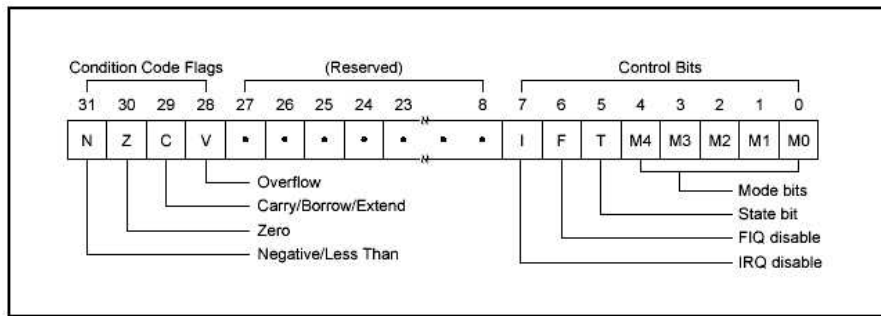 Condition Code Flags (Reserved) Control Bits
31 30 29 28 27 26 25 24 23 8 7 6 5 4 3 2 1 0
N Z C V • • • • • • • I F T M4 M3 M2 M1 M0
Overflow
Carry/Borrow/Extend
Zero
Negative/Less Than
Mode bits
State bit
FIQ disable
IRQ disable